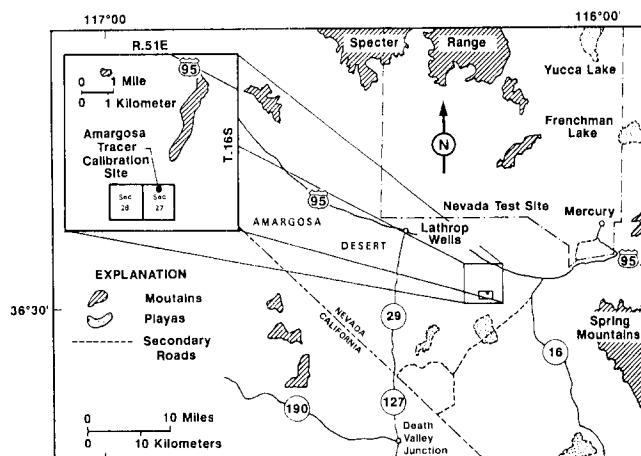 117°00'
116°00'
R.51E
95
0 1 Mile
0 1 Kilometer
T.16S
Amargosa
Tracer
Calibration
Site
Sec
28
Sec
27
Specter
Range
Yucca Lake
Frenchman
Lake
N
95
AMARGOSA
DESERT
Lathrop
Wells
Nevada Test Site
Mercury
95
EXPLANATION
Moutains
Playas
Secondary
Roads
36°30'
NEVADA
CALIFORNIA
29
16
Spring
Mountains
190
127
Death
Valley
Junction
0 10 Miles
0 10 Kilometers